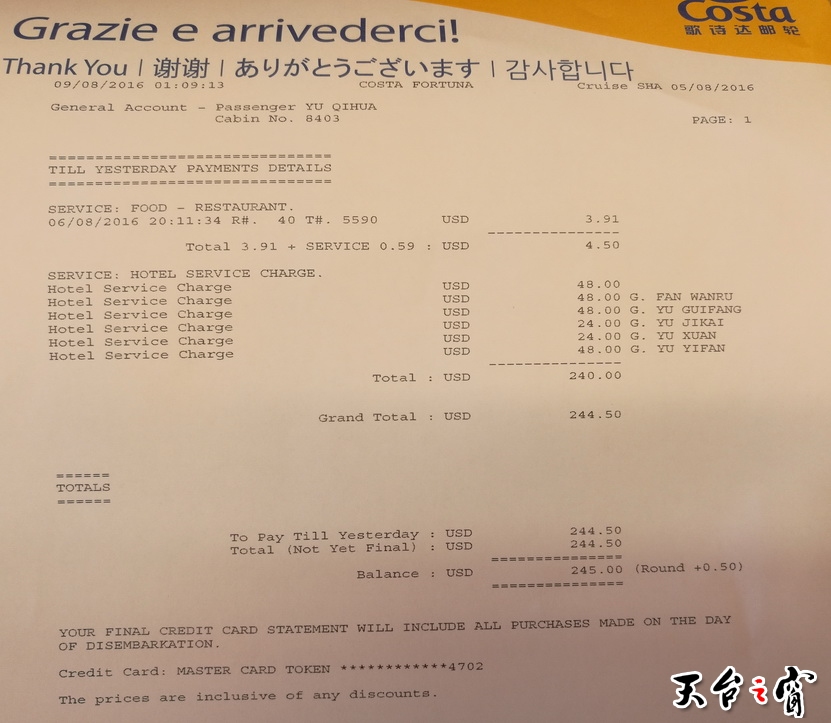 Costa
歌诗达邮轮
Grazie e arrivederci!
Thank You | 谢谢 | ありがとうございます | 감사합니다
09/08/2016 01:09:13 COSTA FORTUNA Cruise SHA 05/08/2016
General Account - Passenger YU QIHUA
Cabin No. 8403 PAGE: 1
==============================
TILL YESTERDAY PAYMENTS DETAILS
==============================
SERVICE: FOOD - RESTAURANT.
06/08/2016 20:11:34 R#. 40 T#. 5590 USD 3.91
---------------
Total 3.91 + SERVICE 0.59 : USD 4.50
SERVICE: HOTEL SERVICE CHARGE.
Hotel Service Charge USD 48.00
Hotel Service Charge USD 48.00 G. FAN WANRU
Hotel Service Charge USD 48.00 G. YU GUIFANG
Hotel Service Charge USD 24.00 G. YU JIKAI
Hotel Service Charge USD 24.00 G. YU XUAN
Hotel Service Charge USD 48.00 G. YU YIFAN
---------------
Total : USD 240.00
Grand Total : USD 244.50
======
TOTALS
======
To Pay Till Yesterday : USD 244.50
Total (Not Yet Final) : USD 244.50
===============
Balance : USD 245.00 (Round +0.50)
===============
YOUR FINAL CREDIT CARD STATEMENT WILL INCLUDE ALL PURCHASES MADE ON THE DAY
OF DISEMBARKATION.
Credit Card: MASTER CARD TOKEN ************4702
The prices are inclusive of any discounts.
天台之窗